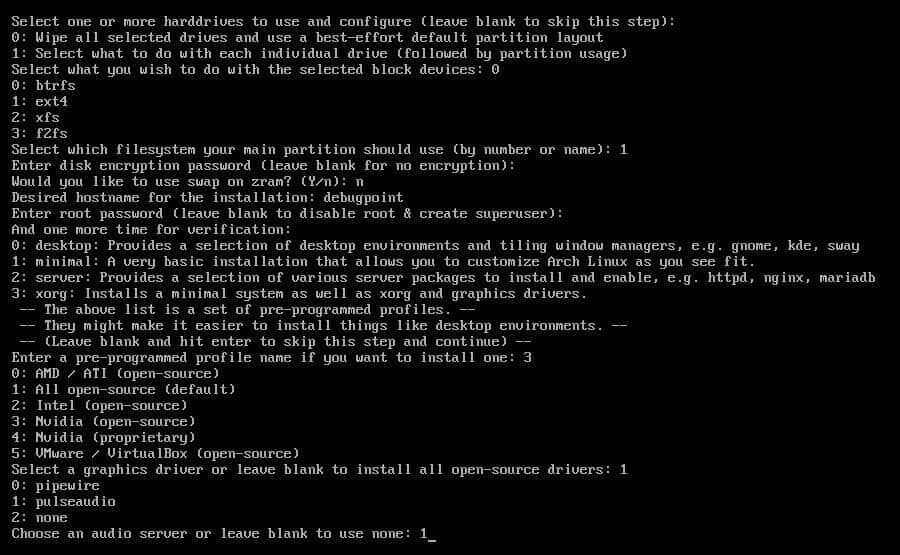 Select one or more harddrives to use and configure (leave blank to skip this step):
0: Wipe all selected drives and use a best-effort default partition layout
1: Select what to do with each individual drive (followed by partition usage)
Select what you wish to do with the selected block devices: 0
0: btrfs
1: ext4
2: xfs
3: f2fs
Select which filesystem your main partition should use (by number or name): 1
Enter disk encryption password (leave blank for no encryption):
Would you like to use swap on zram? (Y/n): n
Desired hostname for the installation: debugpoint
Enter root password (leave blank to disable root & create superuser):
And one more time for verification:
0: desktop: Provides a selection of desktop environments and tiling window managers, e.g. gnome, kde, sway
1: minimal: A very basic installation that allows you to customize Arch Linux as you see fit.
2: server: Provides a selection of various server packages to install and enable, e.g. httpd, nginx, mariadb
3: xorg: Installs a minimal system as well as xorg and graphics drivers.
-- The above list is a set of pre-programmed profiles. --
-- They might make it easier to install things like desktop environments. --
-- (Leave blank and hit enter to skip this step and continue) --
Enter a pre-programmed profile name if you want to install one: 3
0: AMD / ATI (open-source)
1: All open-source (default)
2: Intel (open-source)
3: Nvidia (open-source)
4: Nvidia (proprietary)
5: VMware / VirtualBox (open-source)
Select a graphics driver or leave blank to install all open-source drivers: 1
0: pipewire
1: pulseaudio
2: none
Choose an audio server or leave blank to use none: 1_